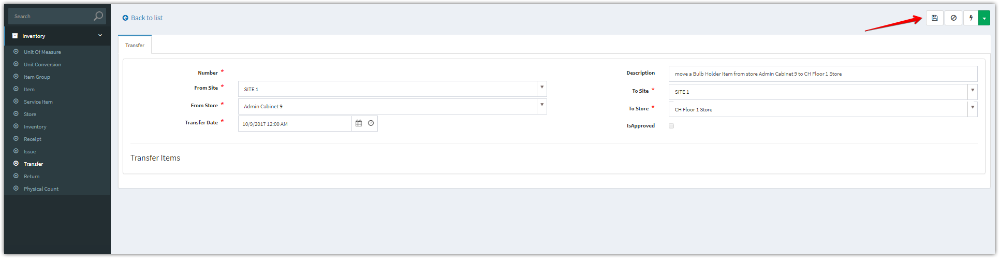 Search
Inventory
Unit Of Measure
Unit Conversion
Item Group
Item
Service Item
Store
Inventory
Receipt
Issue
Transfer
Return
Physical Count
Back to list
Transfer
Number *
From Site * SITE 1
From Store * Admin Cabinet 9
Transfer Date * 10/9/2017 12:00 AM
Description move a Bulb Holder Item from store Admin Cabinet 9 to CH Floor 1 Store
To Site * SITE 1
To Store * CH Floor 1 Store
IsApproved
Transfer Items